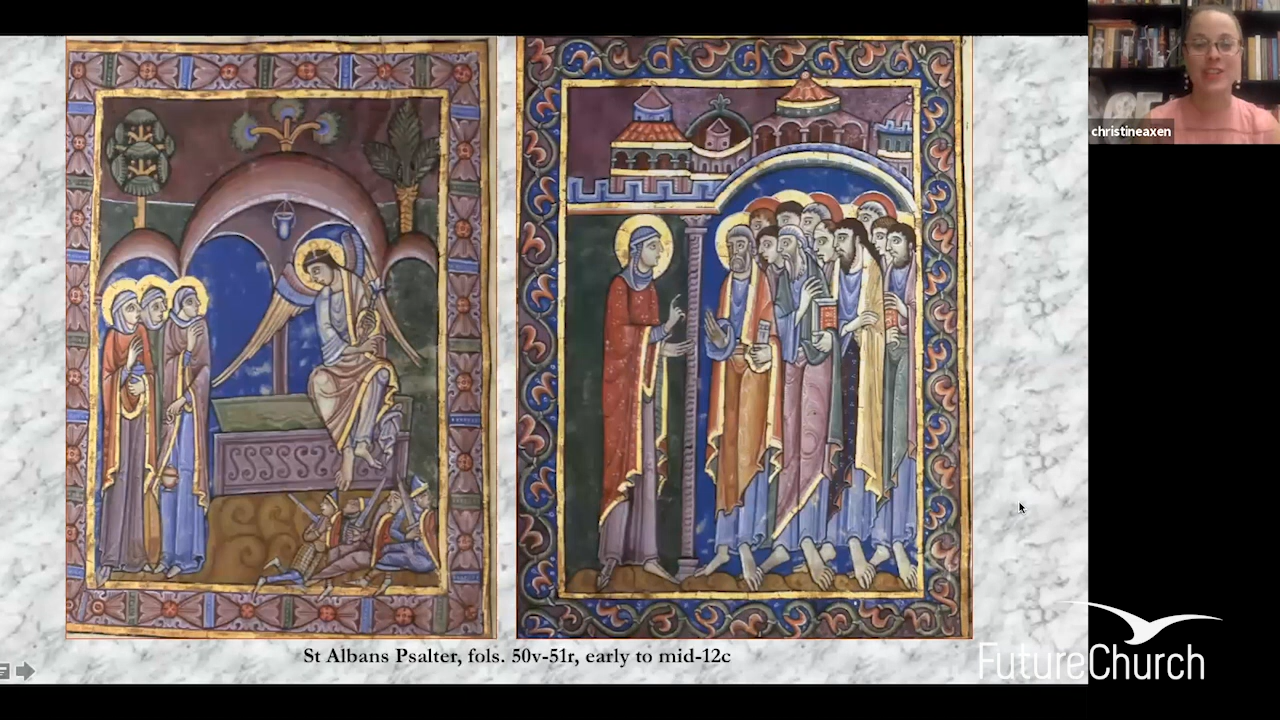 christineaxen
St Albans Psalter, fols. 50v-51r, early to mid-12c
FutureChurch